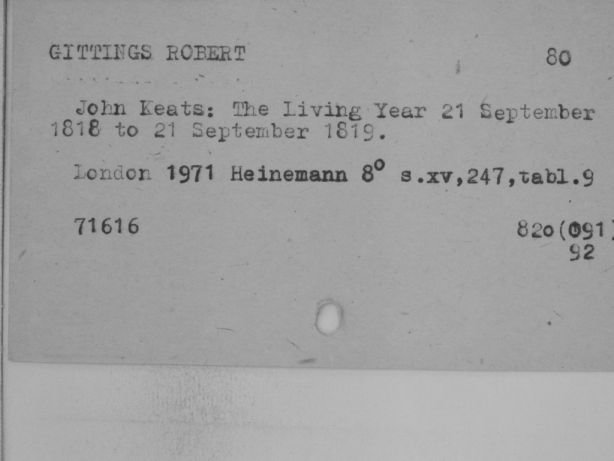 GITTINGS ROBERT 80
John Keats: The Living Year 21 September
1818 to 21 September 1819.
London 1971 Heinemann 8° s.xv,247,tabl.9
71616 820(091)
92